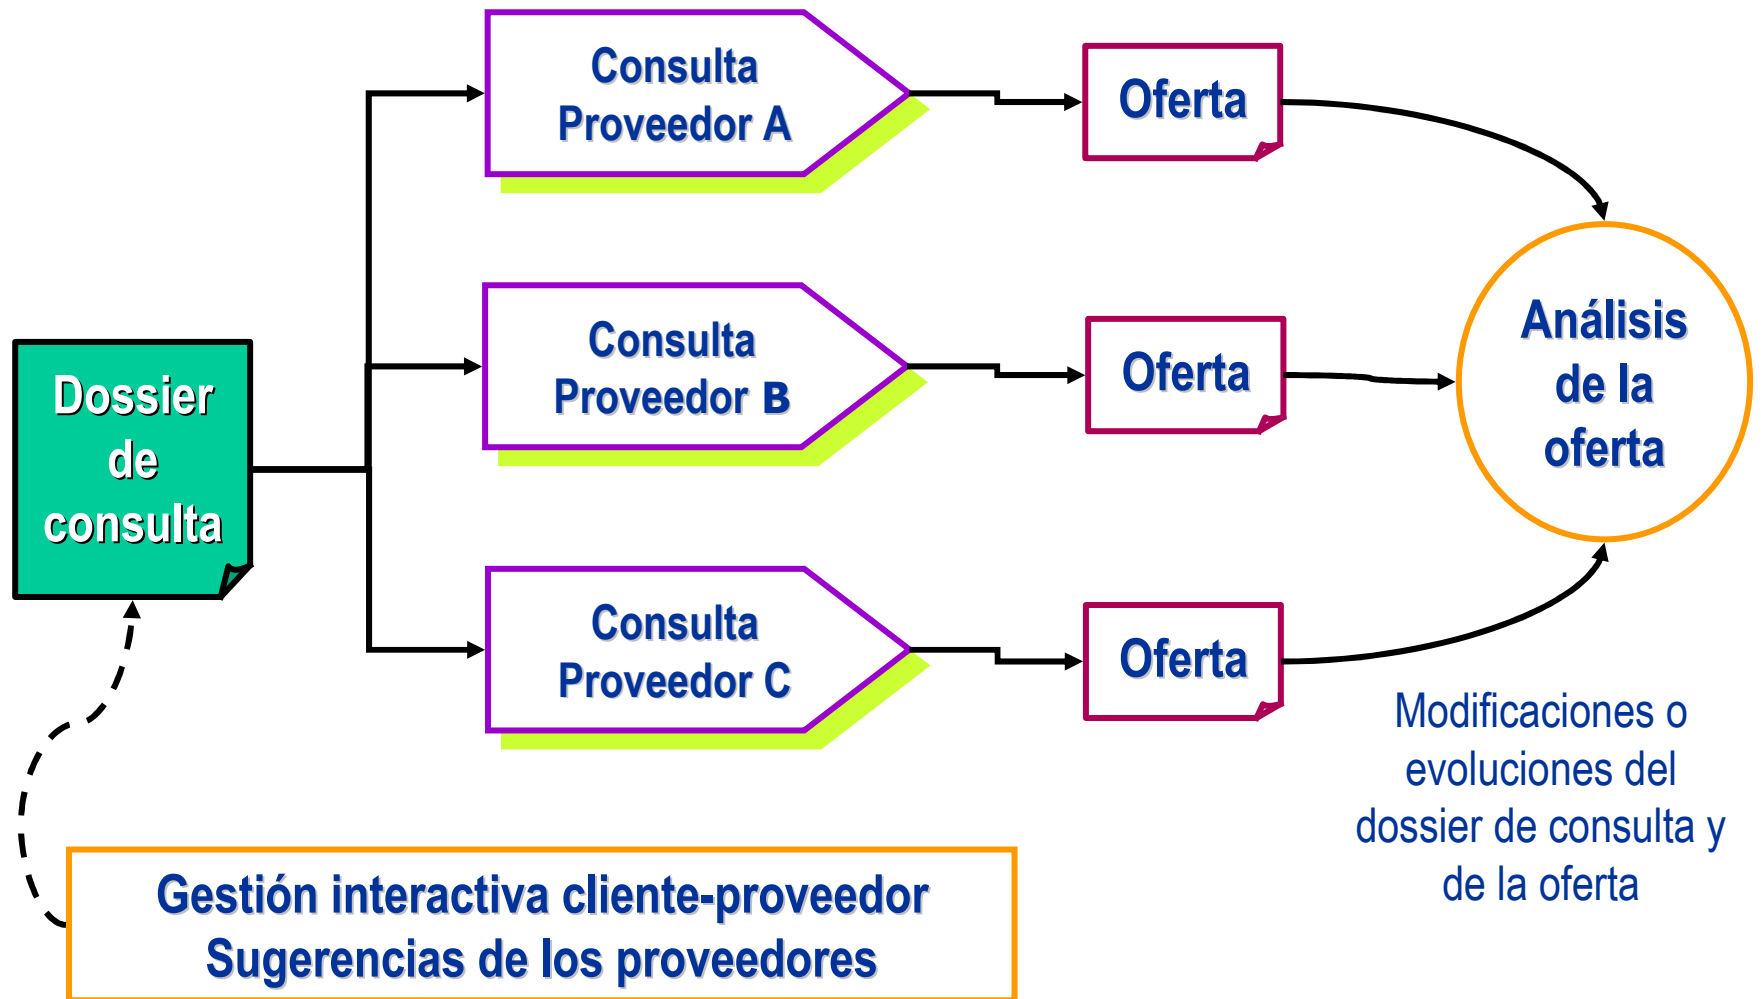 Consulta
Proveedor A
Oferta
Consulta
Proveedor B
Oferta
Análisis
de la
oferta
Dossier
de
consulta
Consulta
Proveedor C
Oferta
Modificaciones o
evoluciones del
dossier de consulta y
de la oferta
Gestión interactiva cliente-proveedor
Sugerencias de los proveedores